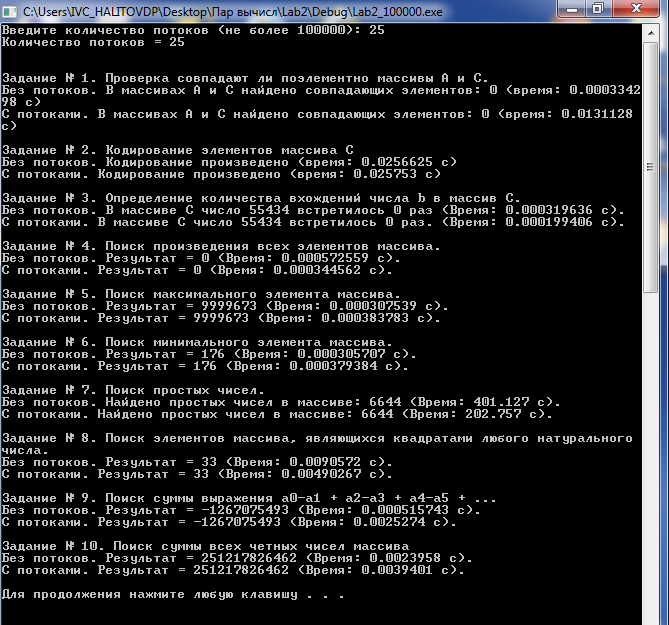 C:\Users\IVC_HALITOVDP\Desktop\Пар вычисл\Lab2\Debug\Lab2_100000.exe
Введите количество потоков (не более 100000): 25
Количество потоков = 25
Задание № 1. Проверка совпадают ли поэлементно массивы A и C.
Без потоков. В массивах A и C найдено совпадающих элементов: 0 (время: 0.0003342
98 с)
С потоками. В массивах A и C найдено совпадающих элементов: 0 (время: 0.0131128
с)
Задание № 2. Кодирование элементов массива C
Без потоков. Кодирование произведено (время: 0.0256625 с)
С потоками. Кодирование произведено (время: 0.025753 с)
Задание № 3. Определение количества вхождений числа b в массив C.
Без потоков. В массиве C число 55434 встретилось 0 раз (Время: 0.000319636 с).
С потоками. В массиве C число 55434 встретилось 0 раз. (Время: 0.000199406 с).
Задание № 4. Поиск произведения всех элементов массива.
Без потоков. Результат = 0 (Время: 0.000572559 с).
С потоками. Результат = 0 (Время: 0.000344562 с).
Задание № 5. Поиск максимального элемента массива.
Без потоков. Результат = 9999673 (Время: 0.000307539 с).
С потоками. Результат = 9999673 (Время: 0.000383783 с).
Задание № 6. Поиск минимального элемента массива.
Без потоков. Результат = 176 (Время: 0.000305707 с).
С потоками. Результат = 176 (Время: 0.000379384 с).
Задание № 7. Поиск простых чисел.
Без потоков. Найдено простых чисел в массиве: 6644 (Время: 401.127 с).
С потоками. Найдено простых чисел в массиве: 6644 (Время: 202.757 с).
Задание № 8. Поиск элементов массива, являющихся квадратами любого натурального
числа.
Без потоков. Результат = 33 (Время: 0.0090572 с).
С потоками. Результат = 33 (Время: 0.00490267 с).
Задание № 9. Поиск суммы выражения a0-a1 + a2-a3 + a4-a5 + ...
Без потоков. Результат = -1267075493 (Время: 0.000515743 с).
С потоками. Результат = -1267075493 (Время: 0.0025274 с).
Задание № 10. Поиск суммы всех четных чисел массива
Без потоков. Результат = 251217826462 (Время: 0.0023958 с).
С потоками. Результат = 251217826462 (Время: 0.0039401 с).
Для продолжения нажмите любую клавишу . . .